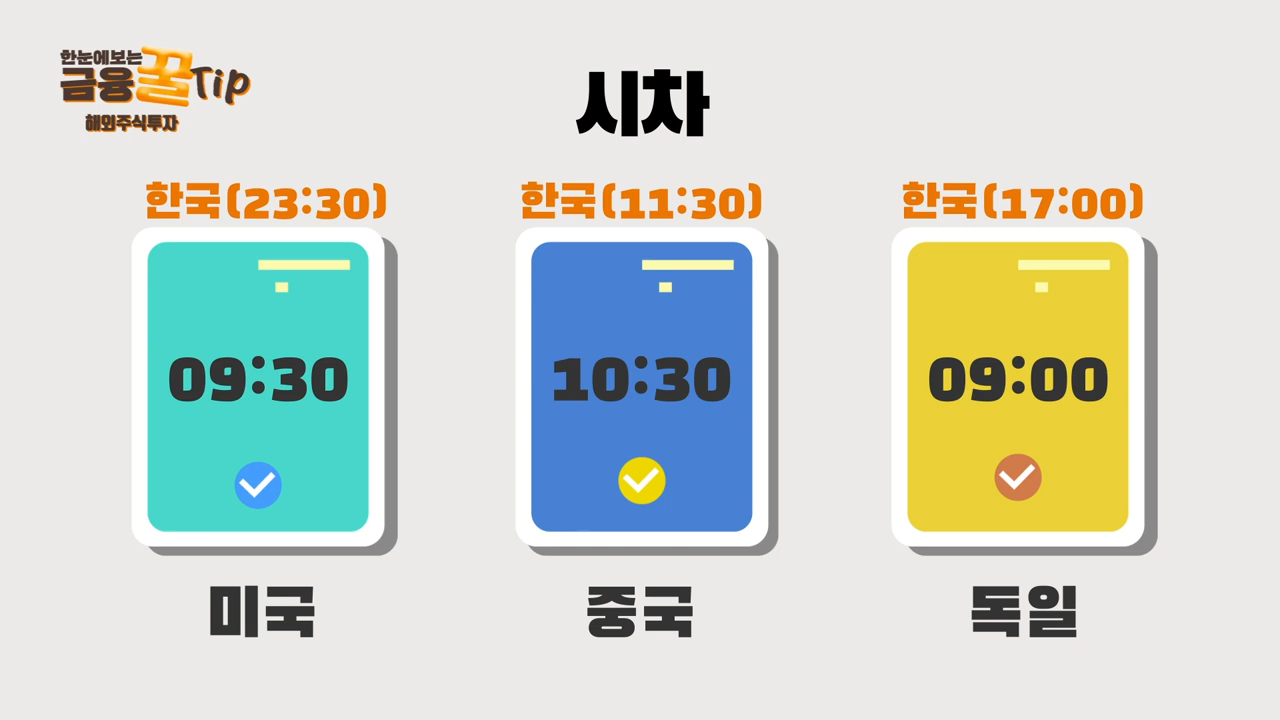 한눈에보는
금융꿀Tip
해외주식투자
시차
한국(23:30)
09:30
미국
한국(11:30)
10:30
중국
한국(17:00)
09:00
독일